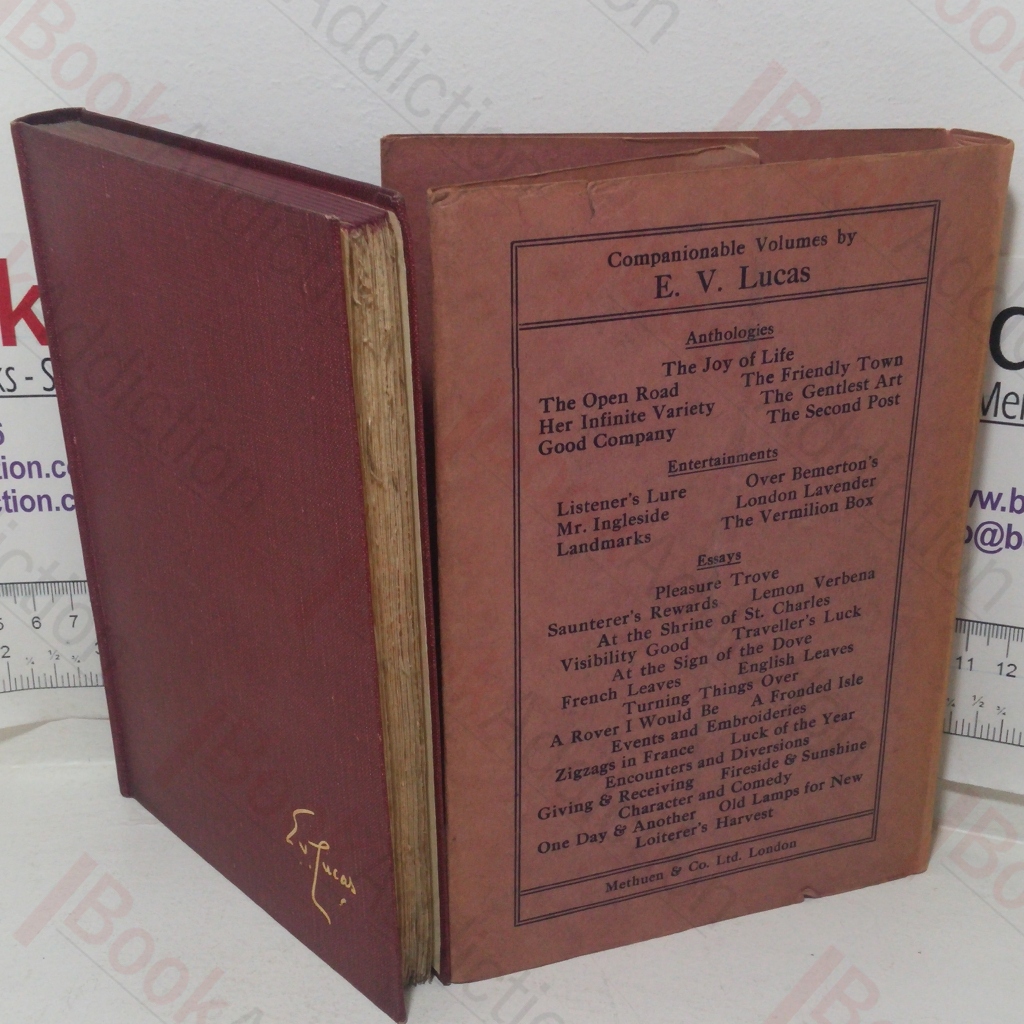 Companionable Volumes by
E. V. Lucas
Anthologies
The Joy of Life
The Open Road The Friendly Town
Her Infinite Variety The Gentlest Art
Good Company The Second Post
Entertainments
Listener's Lure Over Bemerton's
Mr. Ingleside London Lavender
Landmarks The Vermilion Box
Essays
Pleasure Trove
Saunterer's Rewards Lemon Verbena
At the Shrine of St. Charles
Visibility Good Traveller's Luck
At the Sign of the Dove
French Leaves English Leaves
Turning Things Over
A Rover I Would Be A Fronded Isle
Events and Embroideries
Zigzags in France Luck of the Year
Encounters and Diversions
Giving & Receiving Fireside & Sunshine
Character and Comedy
One Day & Another Old Lamps for New
Loiterer's Harvest
Methuen & Co. Ltd. London
E. V. Lucas
6 7
11 12
BookAddiction